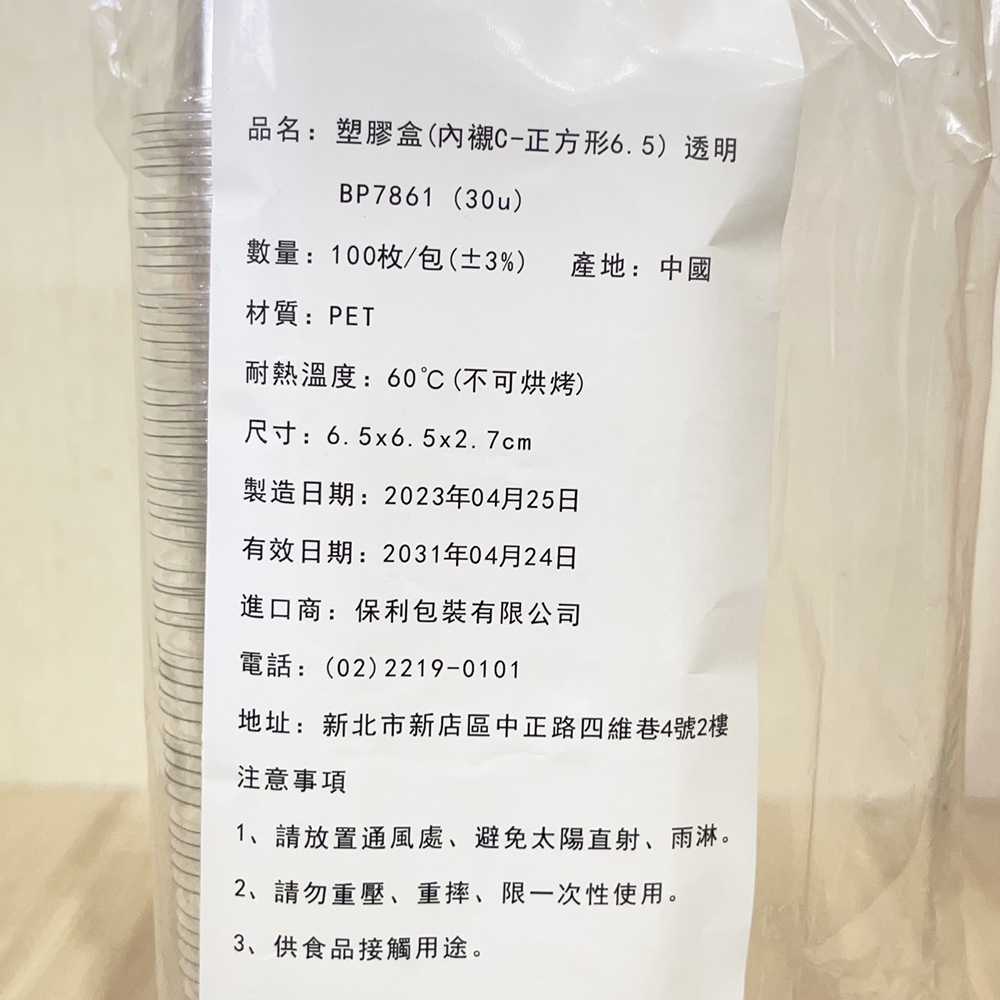 品名：塑膠盒(內襯C-正方形6.5) 透明
BP7861 (30u)
數量：100枚/包(±3%) 產地：中國
材質：PET
耐熱溫度：60℃(不可烘烤)
尺寸：6.5x6.5x2.7cm
製造日期：2023年04月25日
有效日期：2031年04月24日
進口商：保利包裝有限公司
電話：(02)2219-0101
地址：新北市新店區中正路四維巷4號2樓
注意事項
1、請放置通風處、避免太陽直射、雨淋。
2、請勿重壓、重摔、限一次性使用。
3、供食品接觸用途。